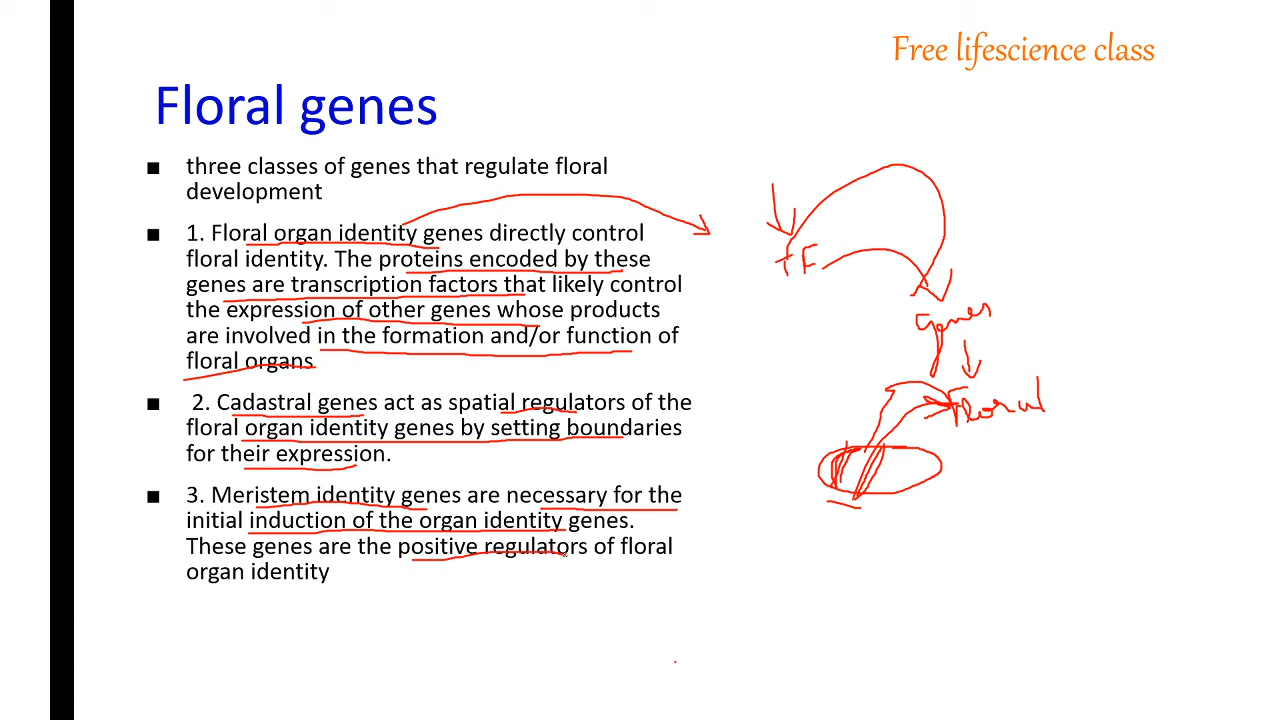 Free lifescience class
Floral genes
■ three classes of genes that regulate floral
development
■ 1. Floral organ identity genes directly control
floral identity. The proteins encoded by these
genes are transcription factors that likely control
the expression of other genes whose products
are involved in the formation and/or function of
floral organs
■ 2. Cadastral genes act as spatial regulators of the
floral organ identity genes by setting boundaries
for their expression.
■ 3. Meristem identity genes are necessary for the
initial induction of the organ identity genes.
These genes are the positive regulators of floral
organ identity
TF
genes
Floral